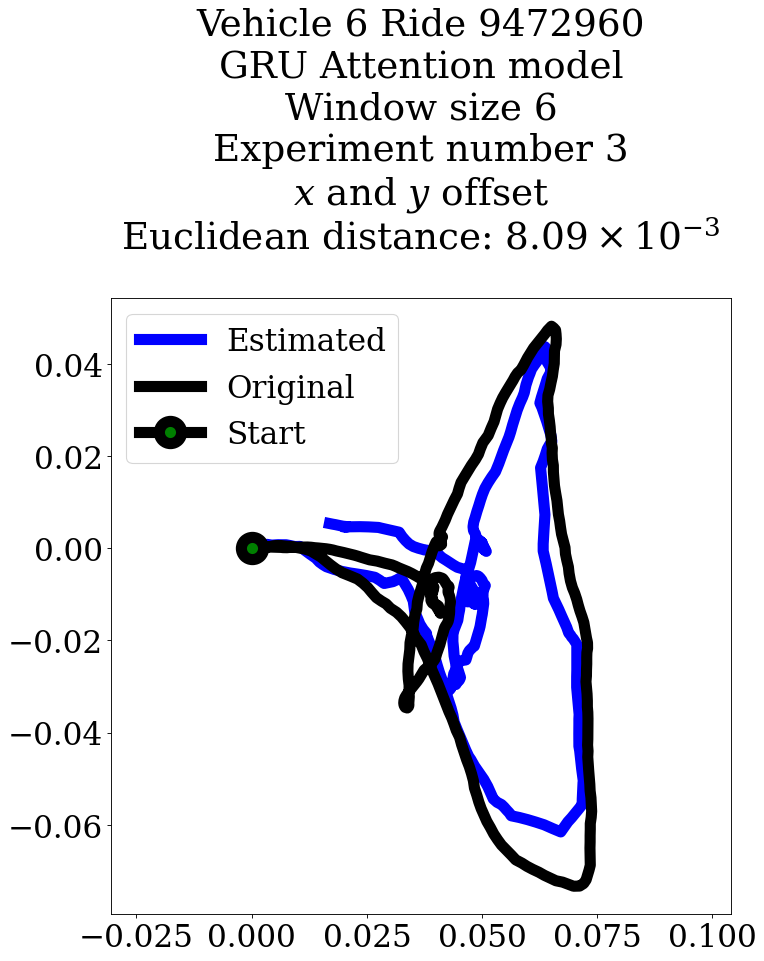 Vehicle 6 Ride 9472960
GRU Attention model
Window size 6
Experiment number 3
x and y offset
Euclidean distance: 8.09 × 10⁻³
Estimated
Original
Start
0.04
0.02
0.00
−0.02
−0.04
−0.06
−0.025 0.000 0.025 0.050 0.075 0.100